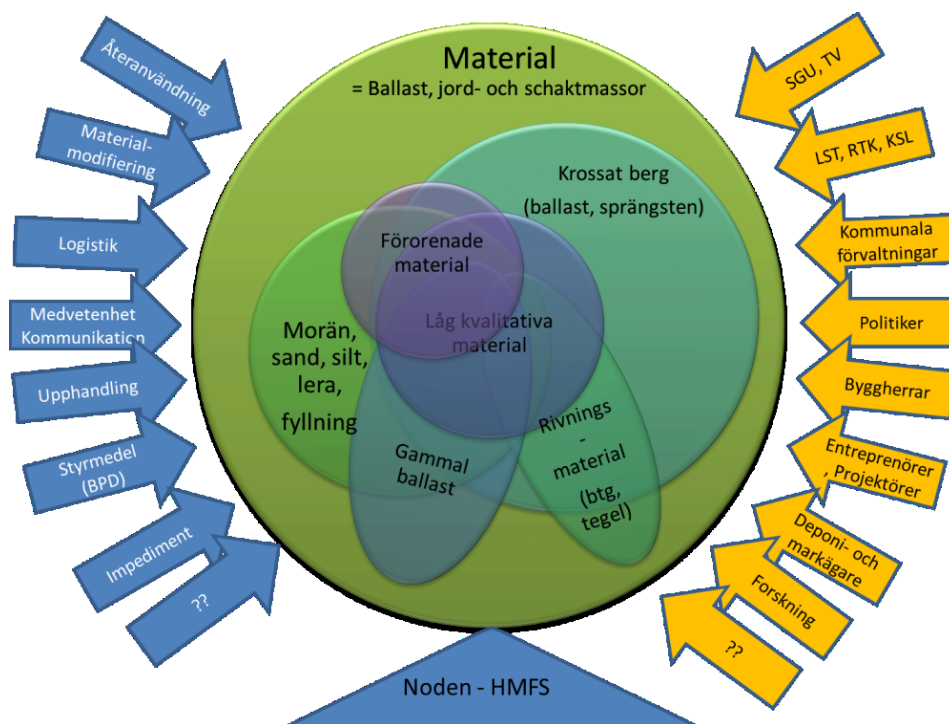 Material
= Ballast, jord- och schaktmassor
Återanvändning
Material-
modifiering
Logistik
Medvetenhet
Kommunikation
Upphandling
Styrmedel
(BPD)
Impediment
??
Krossat berg
(ballast, sprängsten)
Förorenade
material
Låg kvalitativa
material
Morän,
sand, silt,
lera,
fyllning
Gammal
ballast
Rivnings
-
material
(btg,
tegel)
SGU, TV
LST, RTK, KSL
Kommunala
förvaltningar
Politiker
Byggherrar
Entreprenörer
, Projektörer
Deponi- och
markägare
Forskning
??
Noden - HMFS